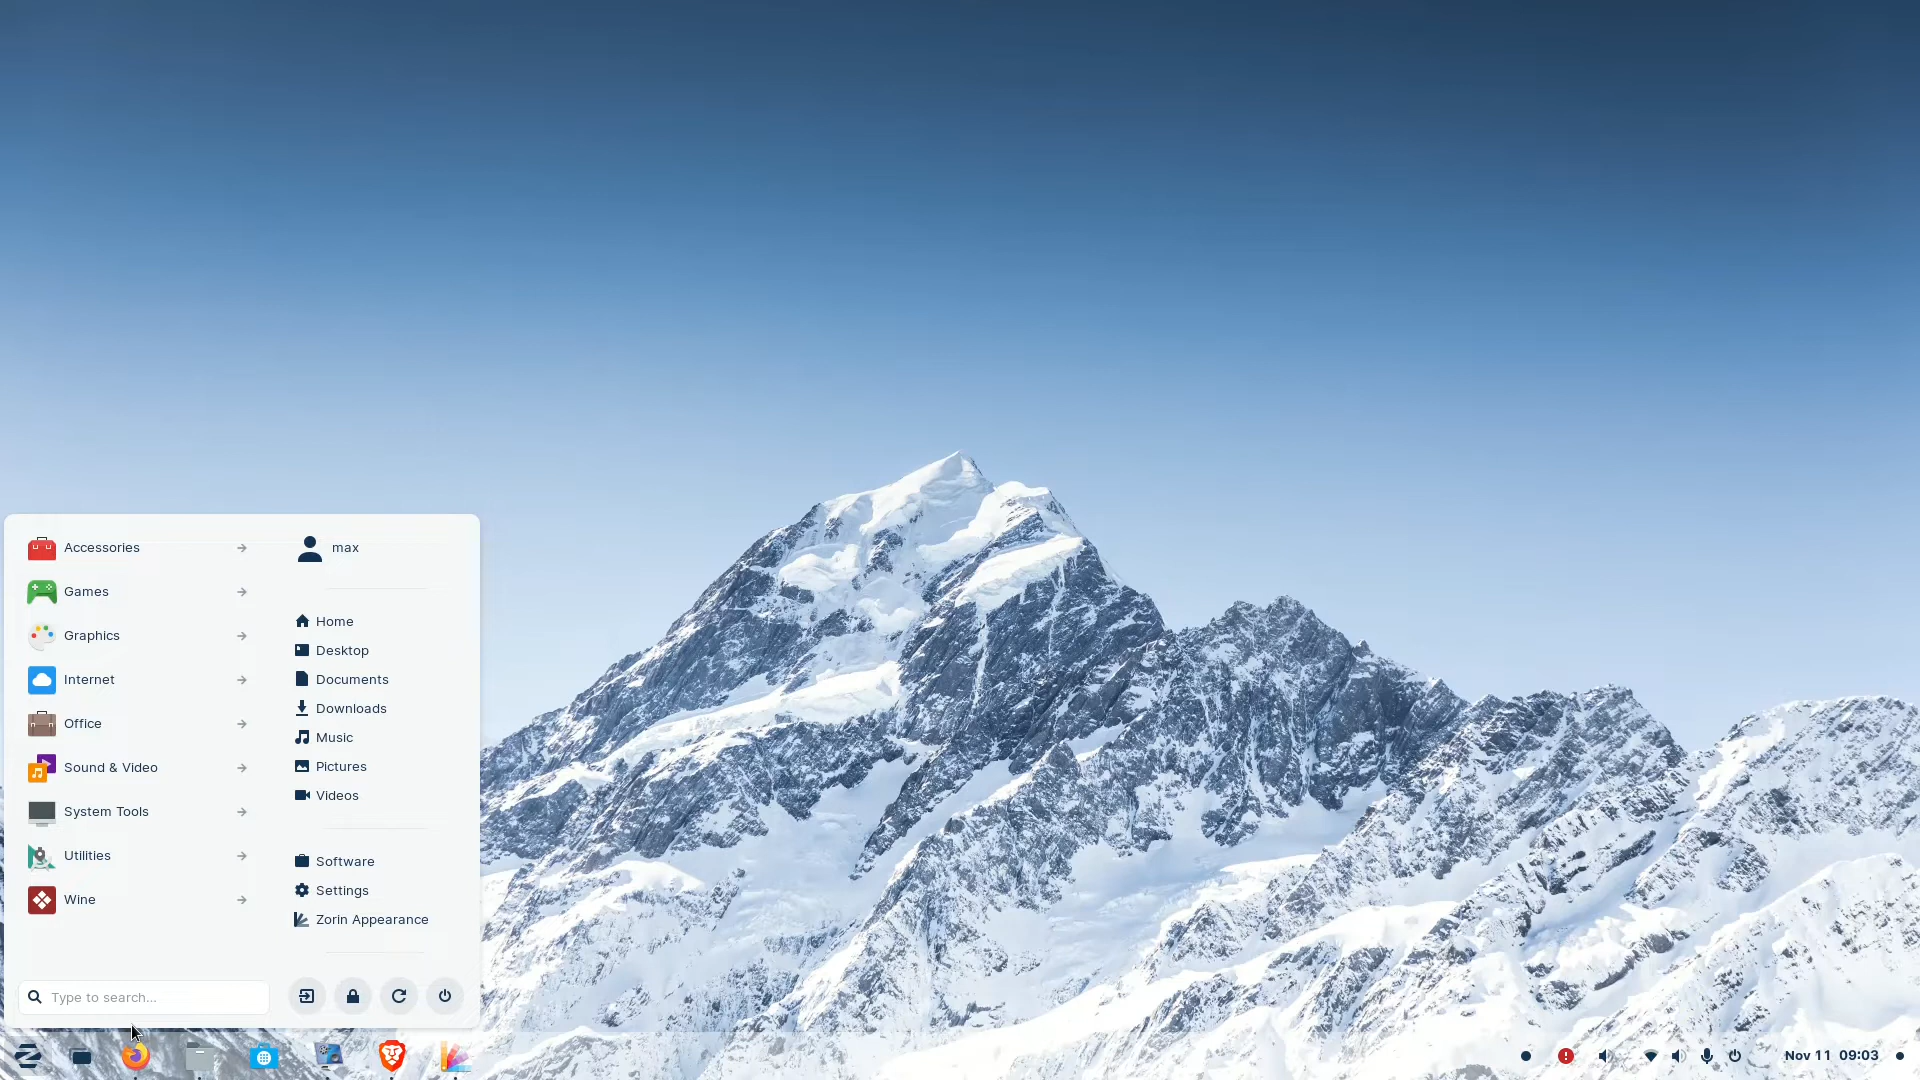 Accessories
Games
Graphics
Internet
Office
Sound & Video
System Tools
Utilities
Wine
Type to search...
max
Home
Desktop
Documents
Downloads
Music
Pictures
Videos
Software
Settings
Zorin Appearance
Nov 11 09:03